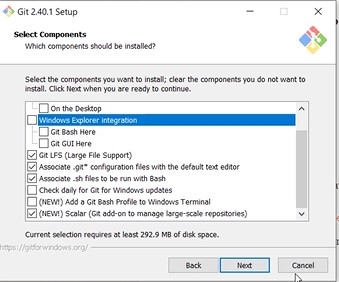 Git 2.40.1 Setup
Select Components
Which components should be installed?
Select the components you want to install; clear the components you do not want to
install. Click Next when you are ready to continue.
On the Desktop
Windows Explorer integration
Git Bash Here
Git GUI Here
Git LFS (Large File Support)
Associate .git* configuration files with the default text editor
Associate .sh files to be run with Bash
Check daily for Git for Windows updates
(NEW!) Add a Git Bash Profile to Windows Terminal
(NEW!) Scalar (Git add-on to manage large-scale repositories)
Current selection requires at least 292.9 MB of disk space.
https://gitforwindows.org/
Back
Next
Cancel